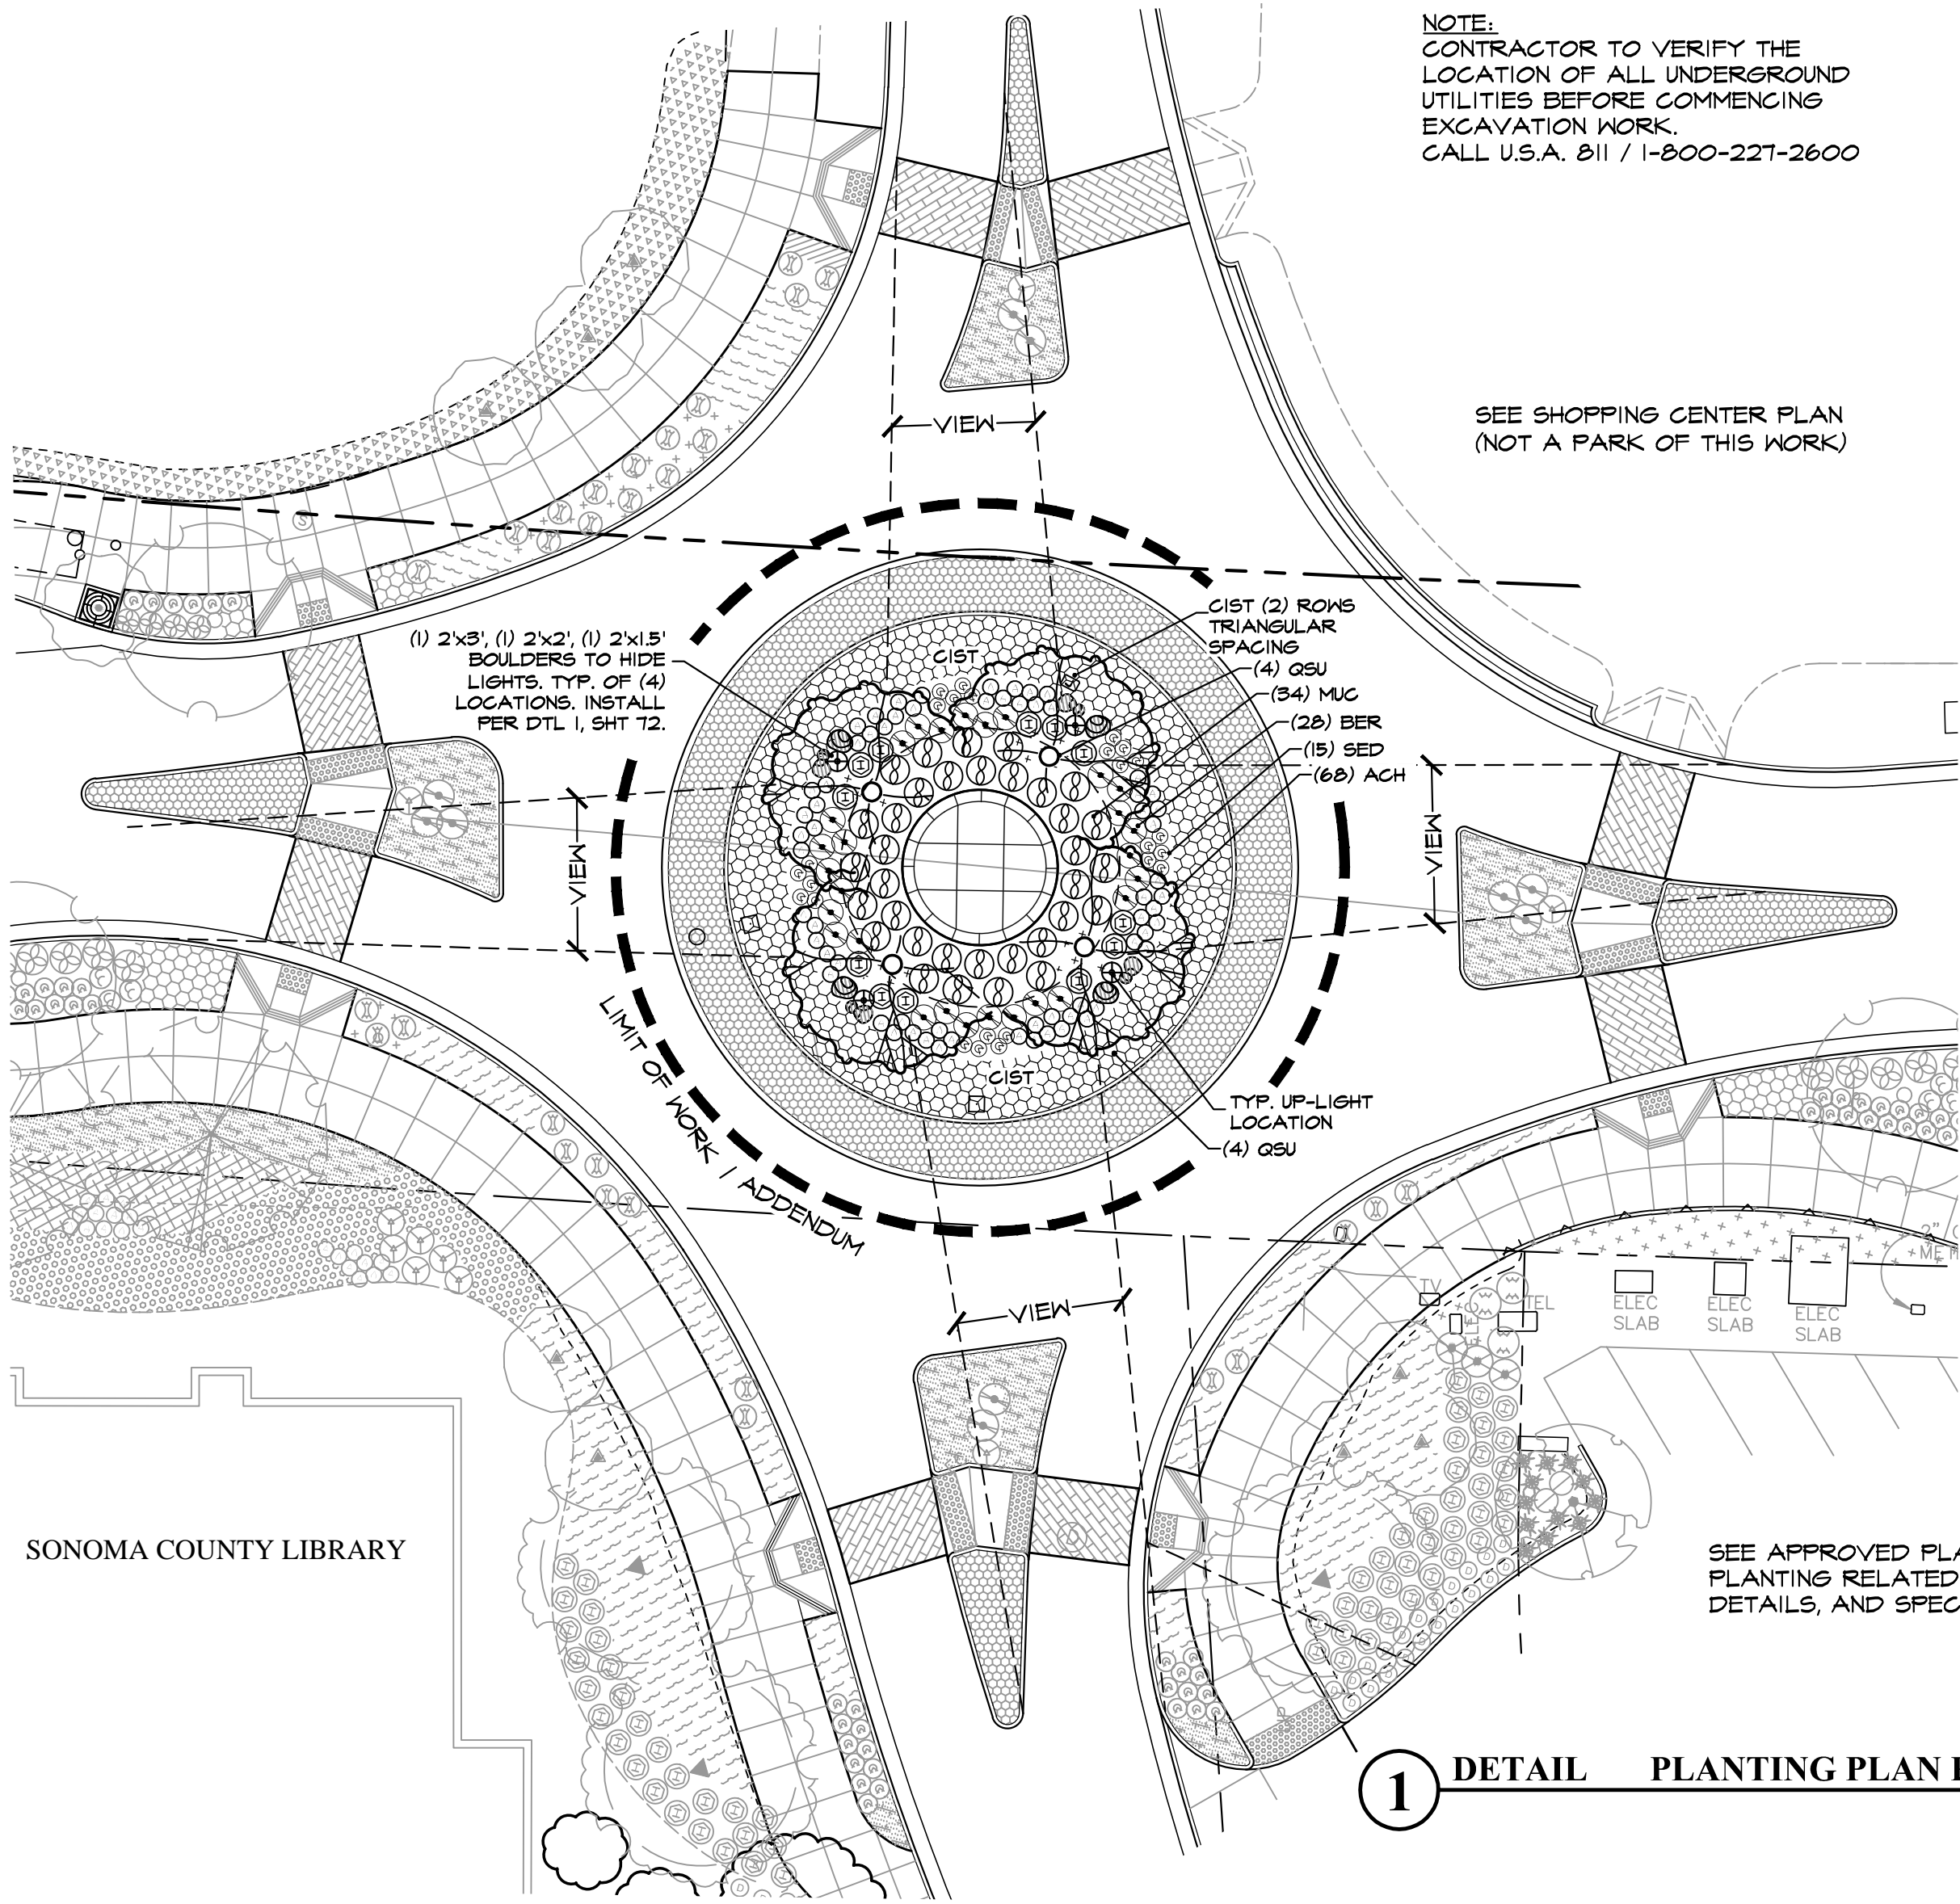 NOTE:
CONTRACTOR TO VERIFY THE
LOCATION OF ALL UNDERGROUND
UTILITIES BEFORE COMMENCING
EXCAVATION WORK.
CALL U.S.A. 811 / 1-800-227-2600
SEE SHOPPING CENTER PLAN
(NOT A PARK OF THIS WORK)
VIEW
(1) 2'x3', (1) 2'x2', (1) 2'x1.5'
BOULDERS TO HIDE
LIGHTS. TYP. OF (4)
LOCATIONS. INSTALL
PER DTL 1, SHT 72.
CIST
CIST (2) ROWS
TRIANGULAR
SPACING
(4) QSU
(34) MUC
(28) BER
(15) SED
(68) ACH
VIEW
VIEW
LIMIT OF WORK / ADDENDUM
CIST
TYP. UP-LIGHT
LOCATION
(4) QSU
VIEW
TV
ELEC
TEL
ELEC
SLAB
ELEC
SLAB
ELEC
SLAB
2"
MET
SONOMA COUNTY LIBRARY
SEE APPROVED PLA
PLANTING RELATED
DETAILS, AND SPEC
1
DETAIL PLANTING PLAN